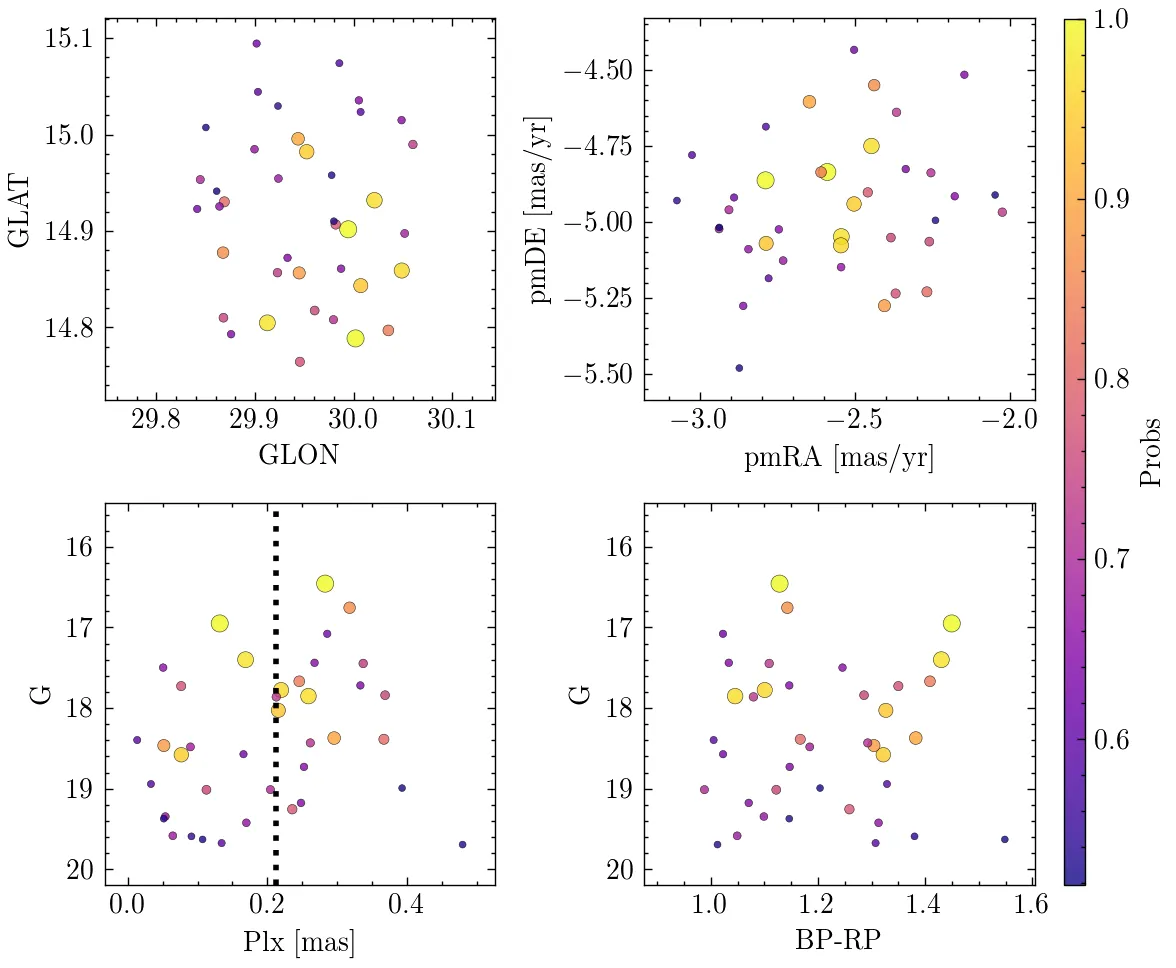 15.1
15.0
14.9
14.8
GLAT
29.8 29.9 30.0 30.1
GLON
−4.50
−4.75
−5.00
−5.25
−5.50
pmDE [mas/yr]
−3.0 −2.5 −2.0
pmRA [mas/yr]
1.0
0.9
0.8
0.7
0.6
Probs
16
17
18
19
20
G
0.0 0.2 0.4
Plx [mas]
16
17
18
19
20
G
1.0 1.2 1.4 1.6
BP-RP